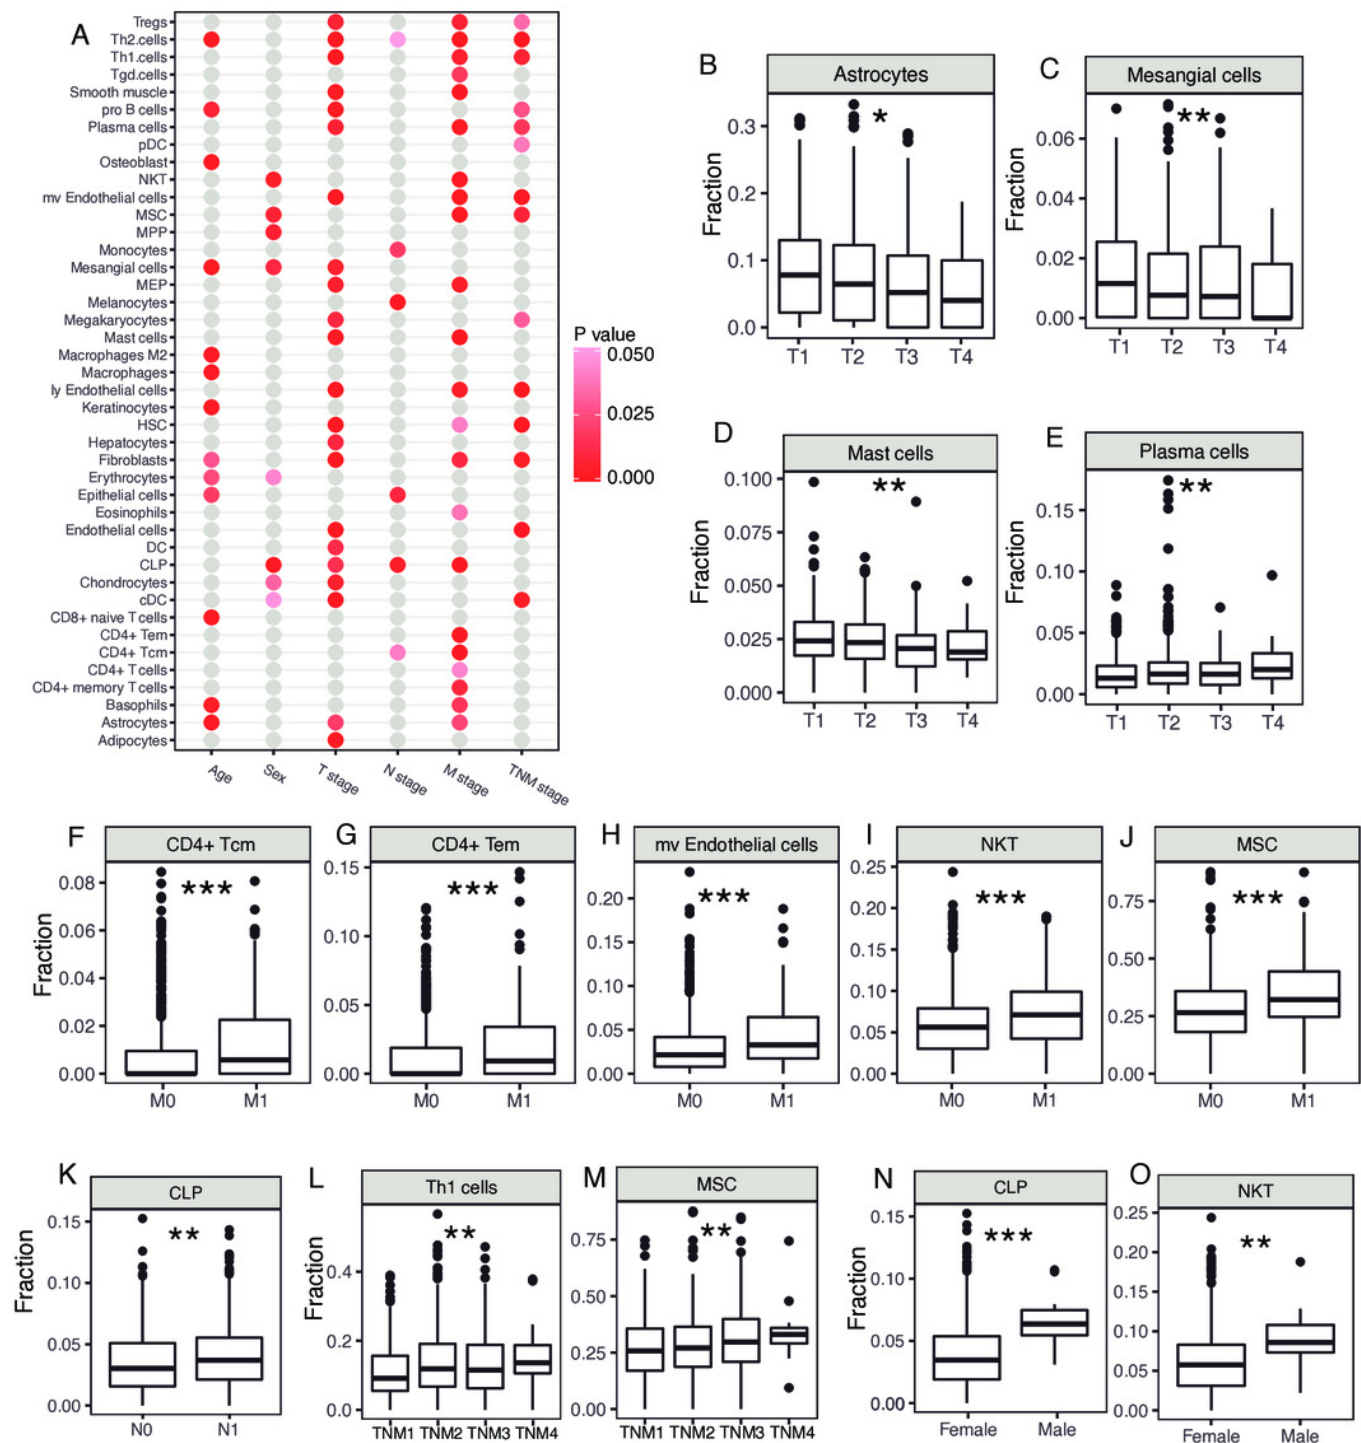 A
Tregs
Th2.cells
Th1.cells
Tgd.cells
Smooth muscle
pro B cells
Plasma cells
pDC
Osteoblast
NKT
mv Endothelial cells
MSC
MPP
Monocytes
Mesangial cells
MEP
Melanocytes
Megakaryocytes
Mast cells
Macrophages M2
Macrophages
ly Endothelial cells
Keratinocytes
HSC
Hepatocytes
Fibroblasts
Erythrocytes
Epithelial cells
Eosinophils
Endothelial cells
DC
CLP
Chondrocytes
cDC
CD8+ naive T cells
CD4+ Tem
CD4+ Tcm
CD4+ T cells
CD4+ memory T cells
Basophils
Astrocytes
Adipocytes
Age Sex T stage N stage M stage TNM stage
P value
0.050
0.025
0.000
B
Astrocytes
*
Fraction
0.3
0.2
0.1
0.0
T1 T2 T3 T4
C
Mesangial cells
**
Fraction
0.06
0.04
0.02
0.00
T1 T2 T3 T4
D
Mast cells
**
Fraction
0.100
0.075
0.050
0.025
0.000
T1 T2 T3 T4
E
Plasma cells
**
Fraction
0.15
0.10
0.05
0.00
T1 T2 T3 T4
F
CD4+ Tcm
***
Fraction
0.08
0.06
0.04
0.02
0.00
M0 M1
G
CD4+ Tem
***
0.15
0.10
0.05
0.00
M0 M1
H
mv Endothelial cells
***
0.20
0.15
0.10
0.05
0.00
M0 M1
I
NKT
***
0.25
0.20
0.15
0.10
0.05
0.00
M0 M1
J
MSC
***
0.75
0.50
0.25
0.00
M0 M1
K
CLP
**
Fraction
0.15
0.10
0.05
0.00
N0 N1
L
Th1 cells
**
Fraction
0.4
0.2
0.0
TNM1 TNM2 TNM3 TNM4
M
MSC
**
0.75
0.50
0.25
0.00
TNM1 TNM2 TNM3 TNM4
N
CLP
***
Fraction
0.15
0.10
0.05
0.00
Female Male
O
NKT
**
0.25
0.20
0.15
0.10
0.05
0.00
Female Male